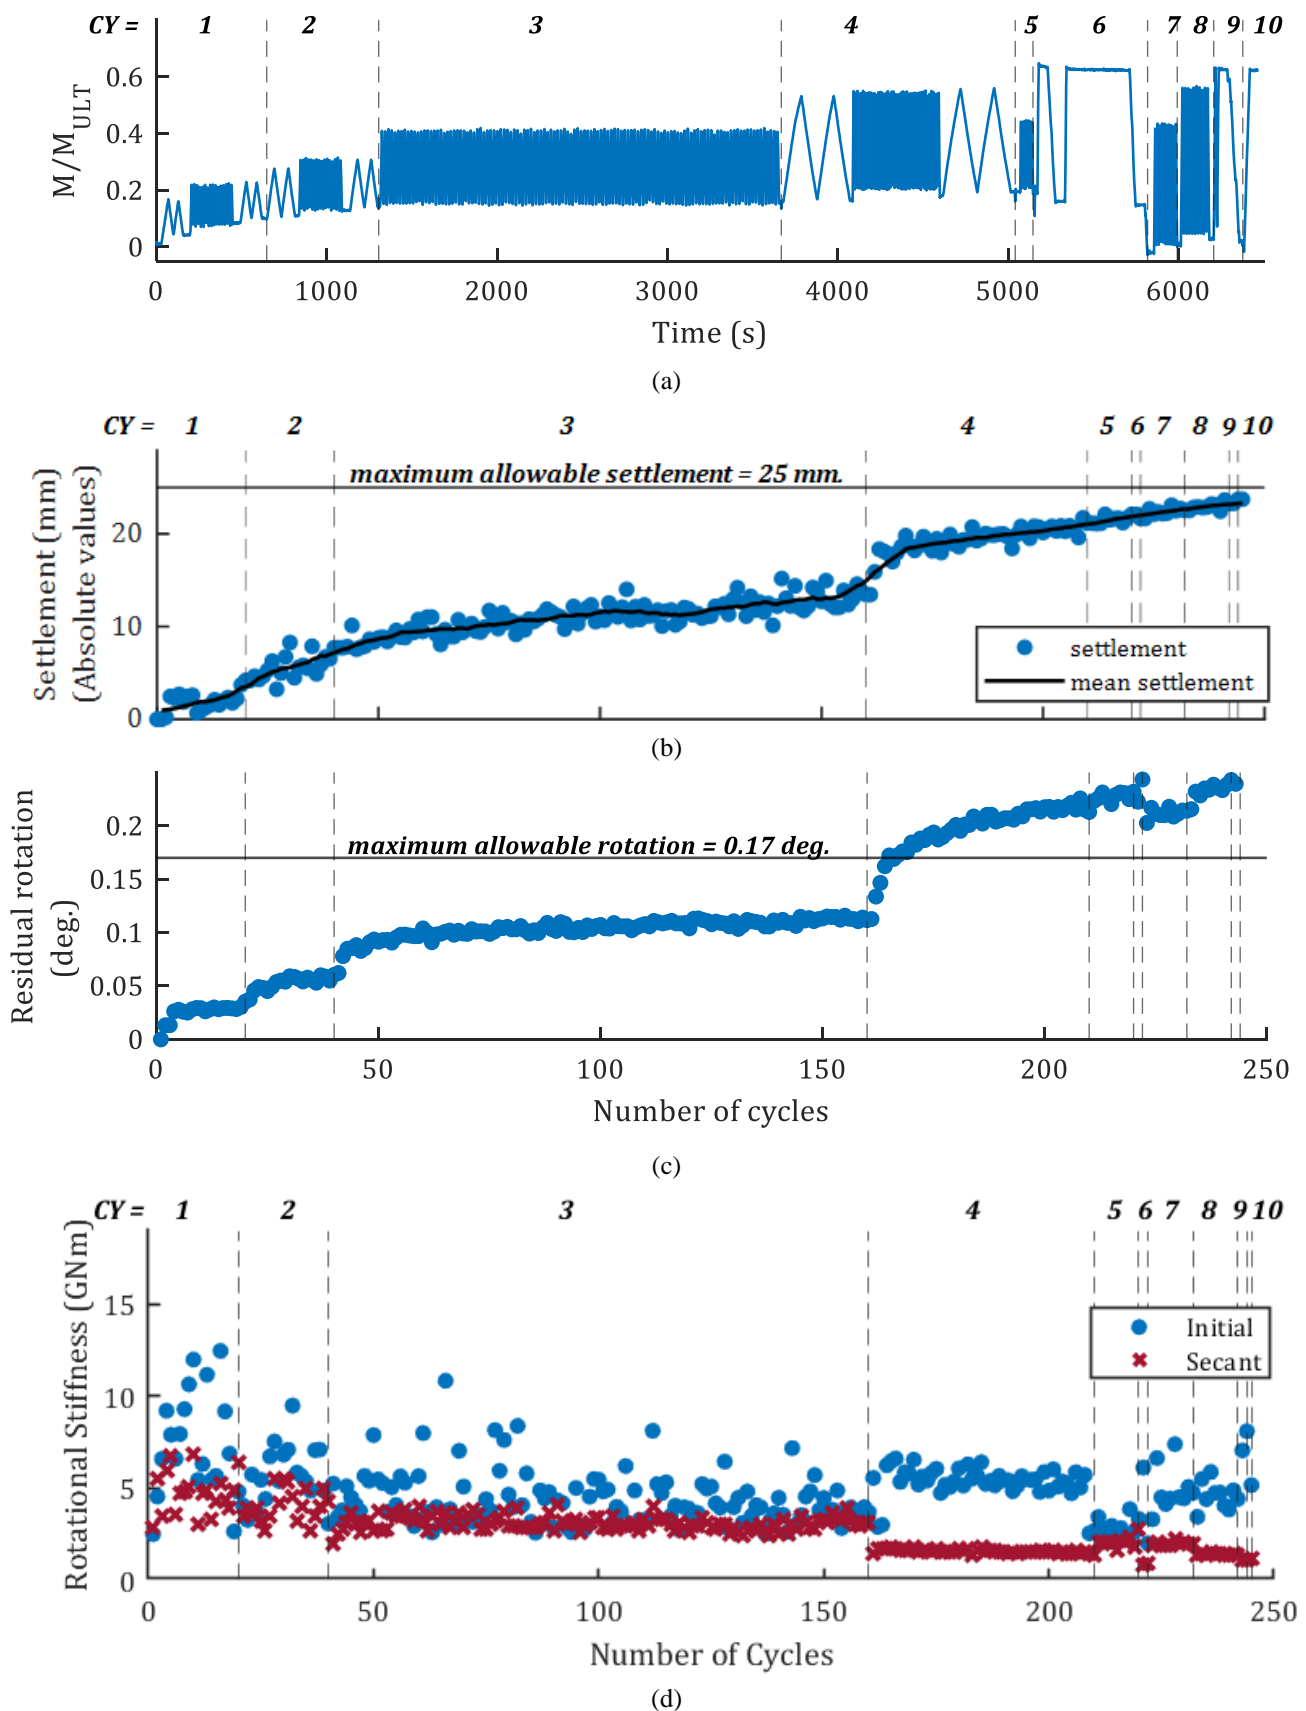 CY = 1 2 3 4 5 6 7 8 9 10
M/M_ULT
0.6
0.4
0.2
0
0 1000 2000 3000 4000 5000 6000
Time (s)
(a)
CY = 1 2 3 4 5 6 7 8 9 10
Settlement (mm)
(Absolute values)
maximum allowable settlement = 25 mm.
20
10
0
settlement
mean settlement
(b)
Residual rotation
(deg.)
0.2
maximum allowable rotation = 0.17 deg.
0.15
0.1
0.05
0
0 50 100 150 200 250
Number of cycles
(c)
CY = 1 2 3 4 5 6 7 8 9 10
Rotational Stiffness (GNm)
15
10
5
0
Initial
Secant
0 50 100 150 200 250
Number of Cycles
(d)